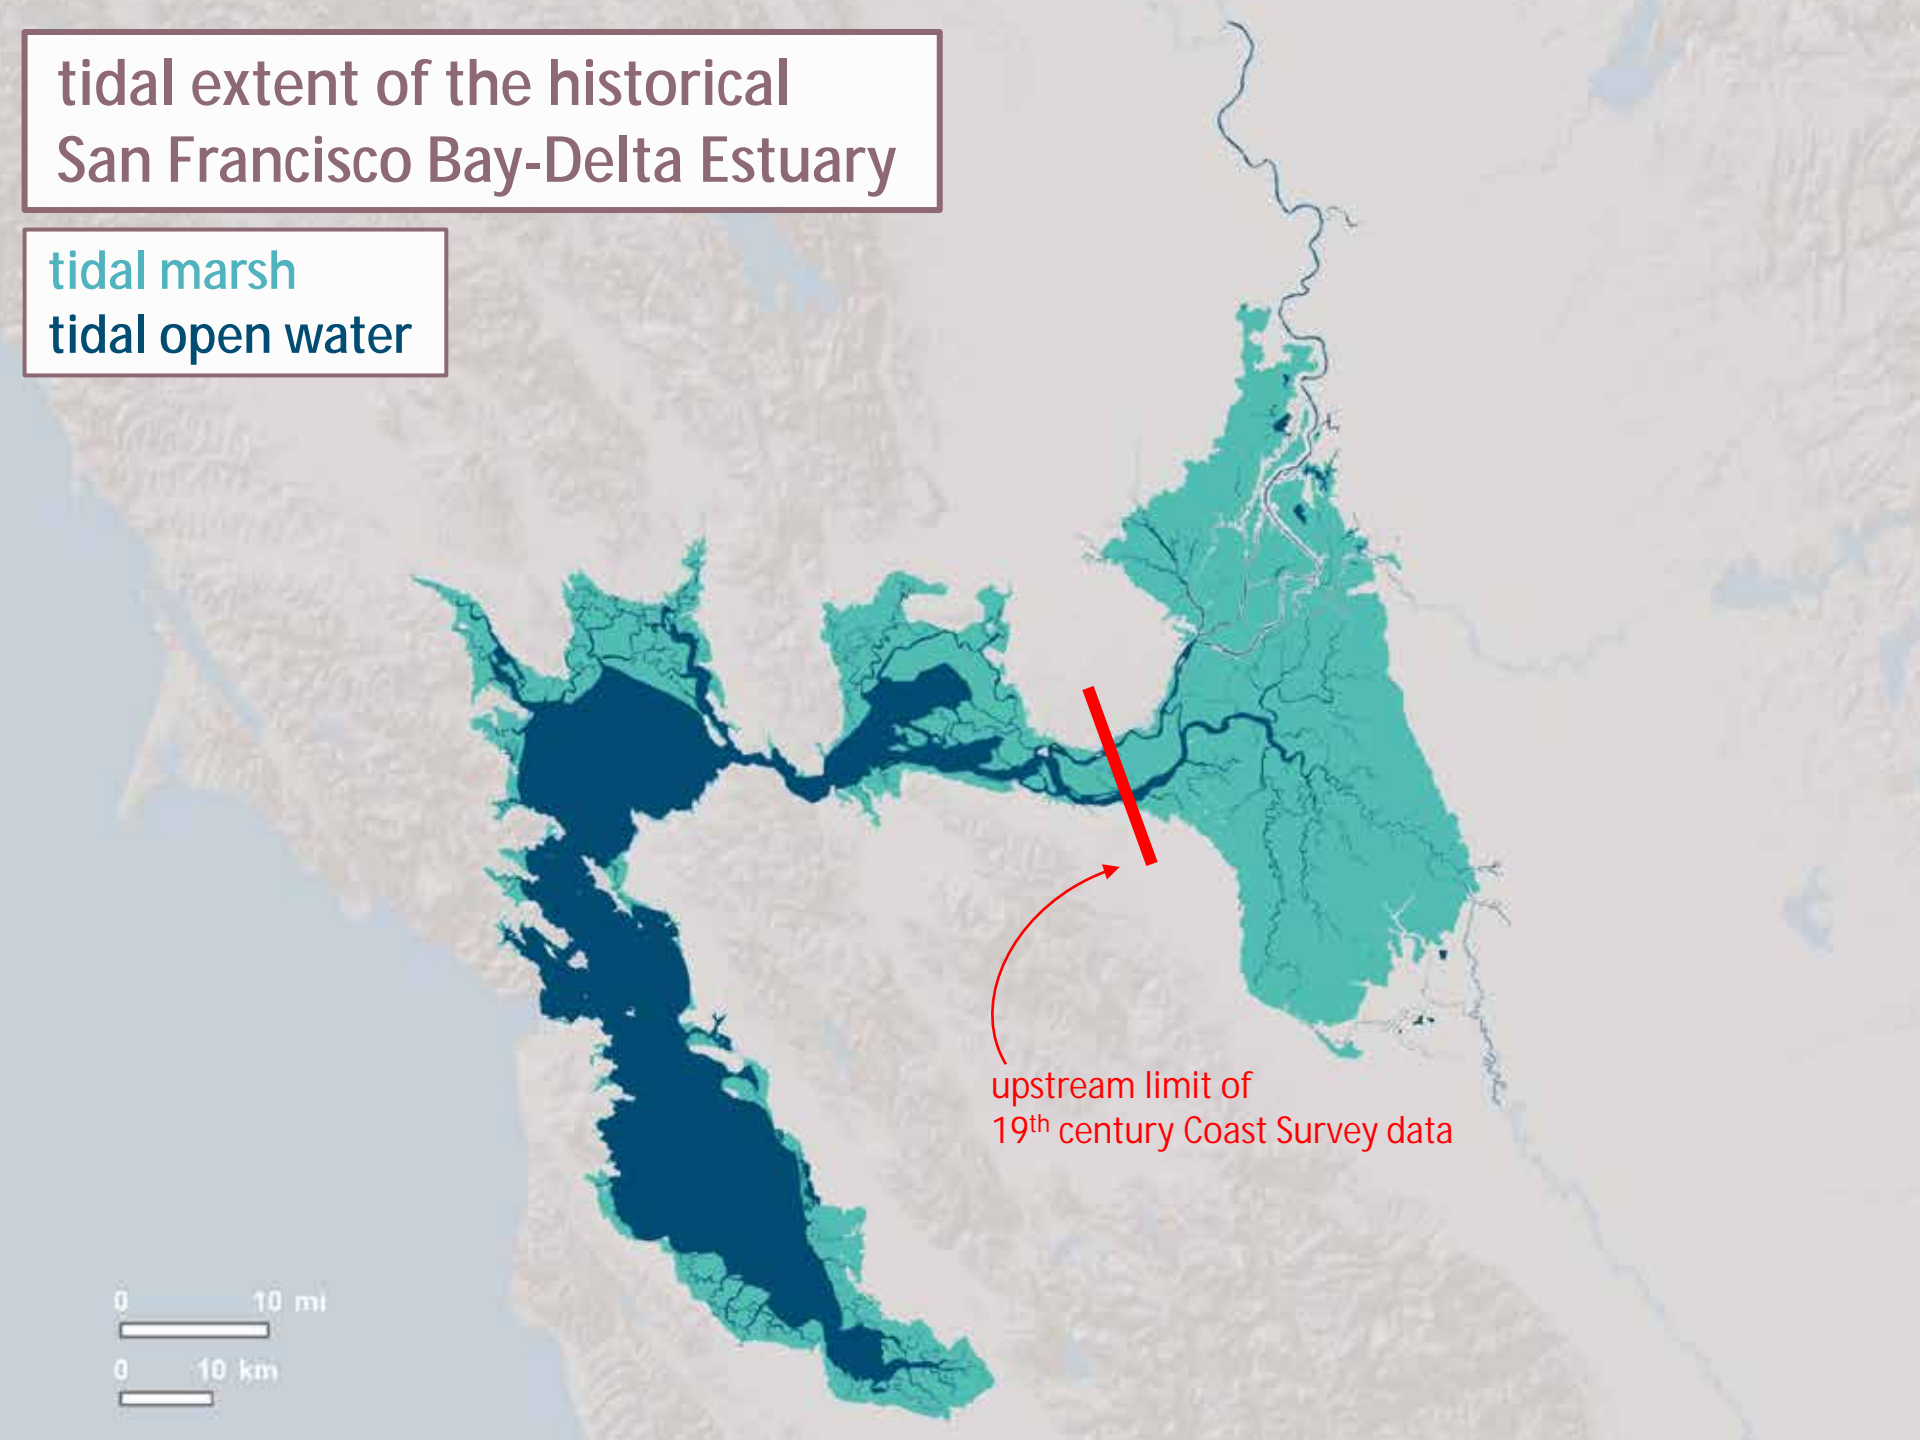 tidal extent of the historical
San Francisco Bay-Delta Estuary
tidal marsh
tidal open water
upstream limit of
19th century Coast Survey data
0 10 mi
0 10 km